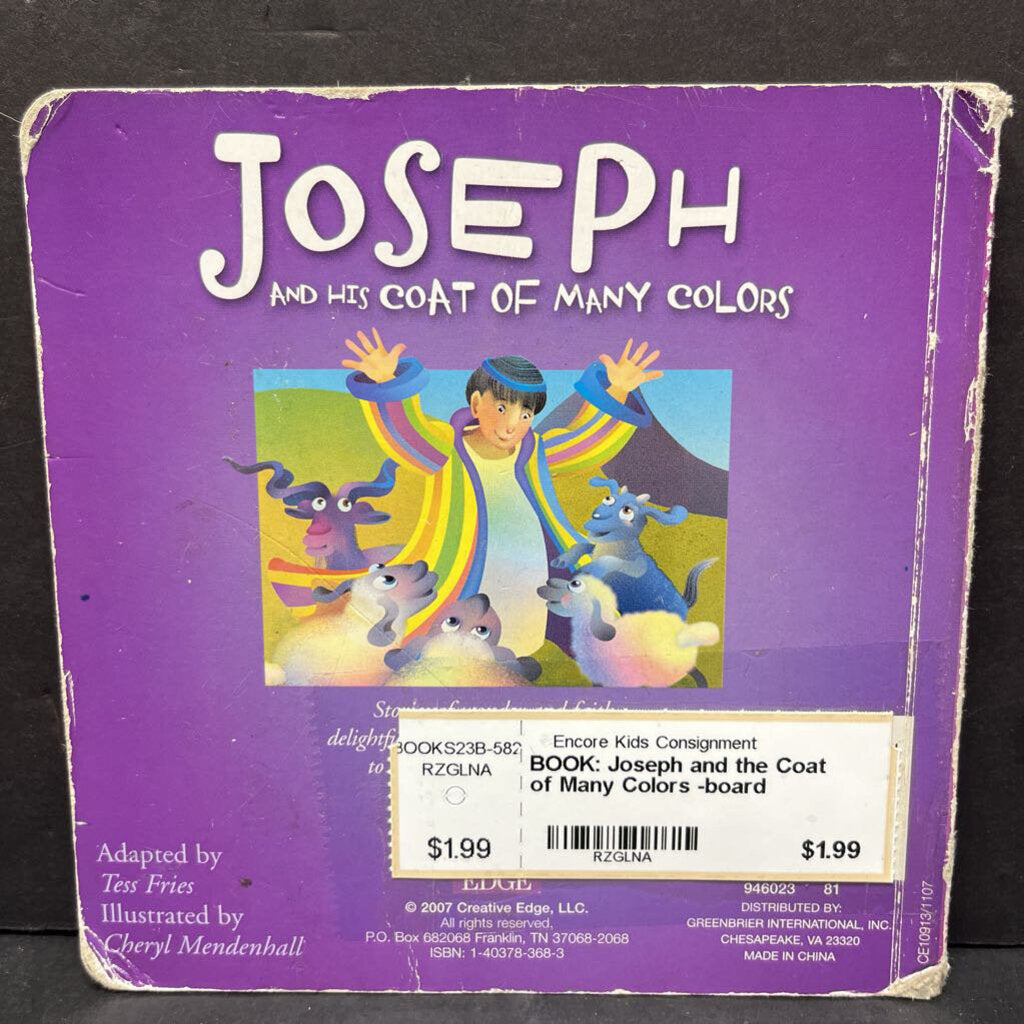 JOSEPH
AND HIS COAT OF MANY COLORS
delightf
to
BOOKS23B-582
RZGLNA
$1.99
Encore Kids Consignment
BOOK: Joseph and the Coat
of Many Colors -board
RZGLNA
$1.99
Adapted by
Tess Fries
Illustrated by
Cheryl Mendenhall
EDGE
© 2007 Creative Edge, LLC.
All rights reserved.
P.O. Box 682068 Franklin, TN 37068-2068
ISBN: 1-40378-368-3
946023 81
DISTRIBUTED BY:
GREENBRIER INTERNATIONAL, INC.
CHESAPEAKE, VA 23320
MADE IN CHINA
CE10913/1107